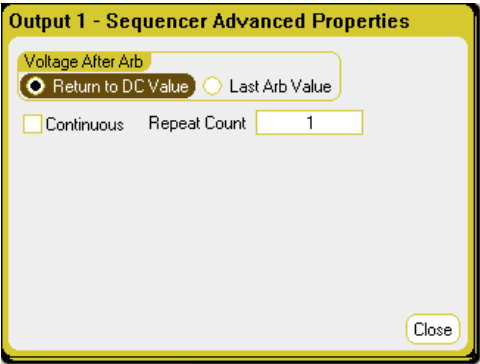 Output 1 - Sequencer Advanced Properties
Voltage After Arb
Return to DC Value Last Arb Value
Continuous Repeat Count 1
Close